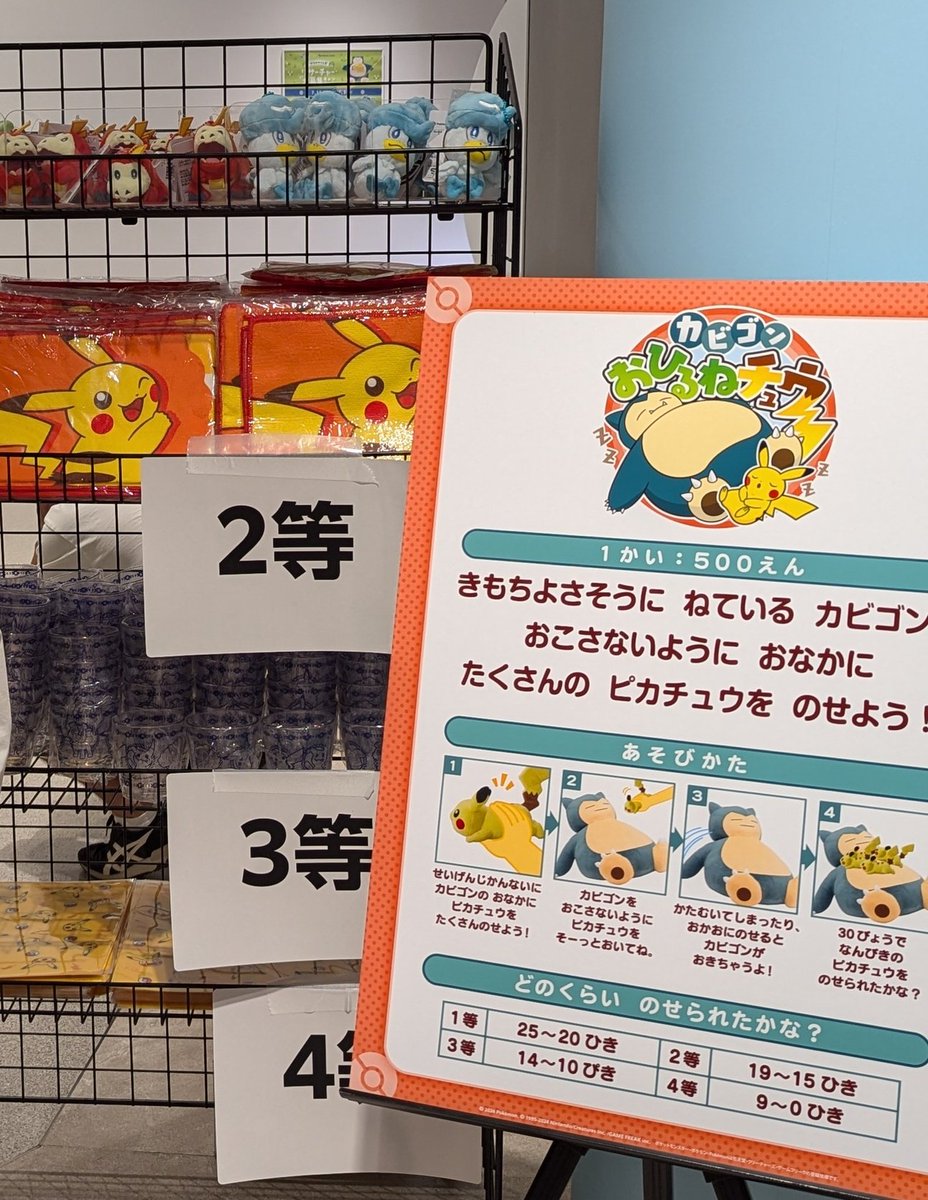 2等
3等
4
カビゴン
おひるねチュウ
1かい：500えん
きもちよさそうに ねている カビゴン
おこさないように おなかに
たくさんの ピカチュウを のせよう！
あそびかた
1
せいげんじかんないに
カビゴンの おなかに
ピカチュウを
たくさんのせよう！
2
カビゴンを
おこさないように
ピカチュウを
そーっとおいてね。
3
かたむいてしまったり、
おかおにのせると
カビゴンが
おきちゃうよ！
4
30びょうで
なんびきの
ピカチュウを
のせられたかな？
どのくらい のせられたかな？
1等 25～20ひき 2等 19～15ひき
3等 14～10ぴき 4等 9～0ひき